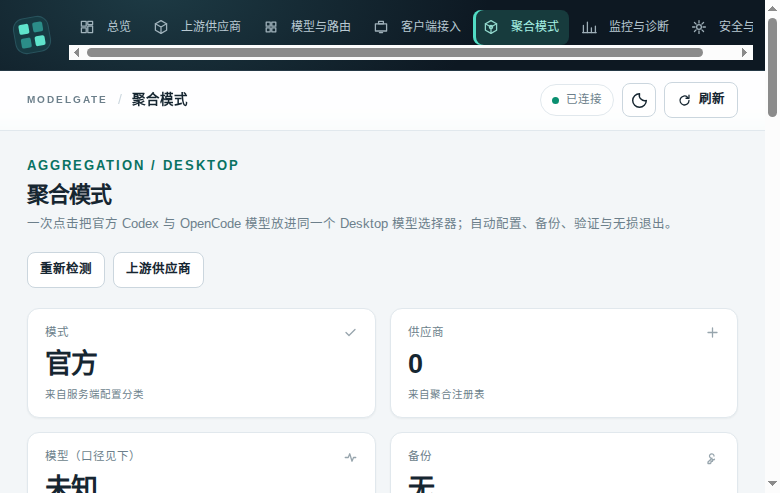 总览
上游供应商
模型与路由
客户端接入
聚合模式
监控与诊断
安全与
MODELGATE / 聚合模式
已连接
刷新
AGGREGATION / DESKTOP
聚合模式
一次点击把官方 Codex 与 OpenCode 模型放进同一个 Desktop 模型选择器；自动配置、备份、验证与无损退出。
重新检测
上游供应商
模式
官方
来自服务端配置分类
供应商
0
来自聚合注册表
模型（口径见下）
未知
备份
无